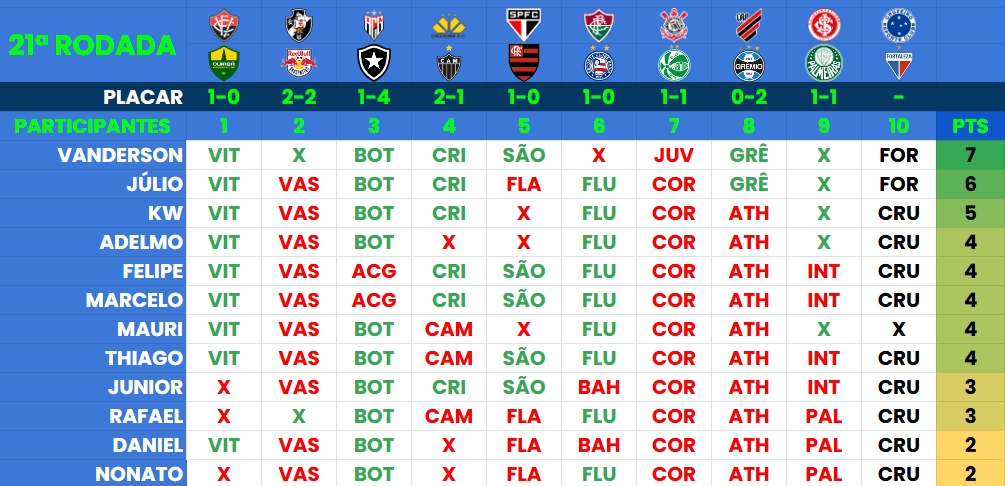 21ª RODADA
SPFC
CAP
C.A.M.
GRÊMIO
PALMEIRAS
FORTALEZA
PLACAR 1-0 2-2 1-4 2-1 1-0 1-0 1-1 0-2 1-1 -
PARTICIPANTES 1 2 3 4 5 6 7 8 9 10 PTS
VANDERSON VIT X BOT CRI SÃO X JUV GRÊ X FOR 7
JÚLIO VIT VAS BOT CRI FLA FLU COR GRÊ X FOR 6
KW VIT VAS BOT CRI X FLU COR ATH X CRU 5
ADELMO VIT VAS BOT X X FLU COR ATH X CRU 4
FELIPE VIT VAS ACG CRI SÃO FLU COR ATH INT CRU 4
MARCELO VIT VAS ACG CRI SÃO FLU COR ATH INT CRU 4
MAURI VIT VAS BOT CAM X FLU COR ATH X X 4
THIAGO VIT VAS BOT CAM SÃO FLU COR ATH INT CRU 4
JUNIOR X VAS BOT CRI SÃO BAH COR ATH INT CRU 3
RAFAEL X X BOT CAM FLA FLU COR ATH PAL CRU 3
DANIEL VIT VAS BOT X FLA BAH COR ATH PAL CRU 2
NONATO X VAS BOT X FLA FLU COR ATH PAL CRU 2